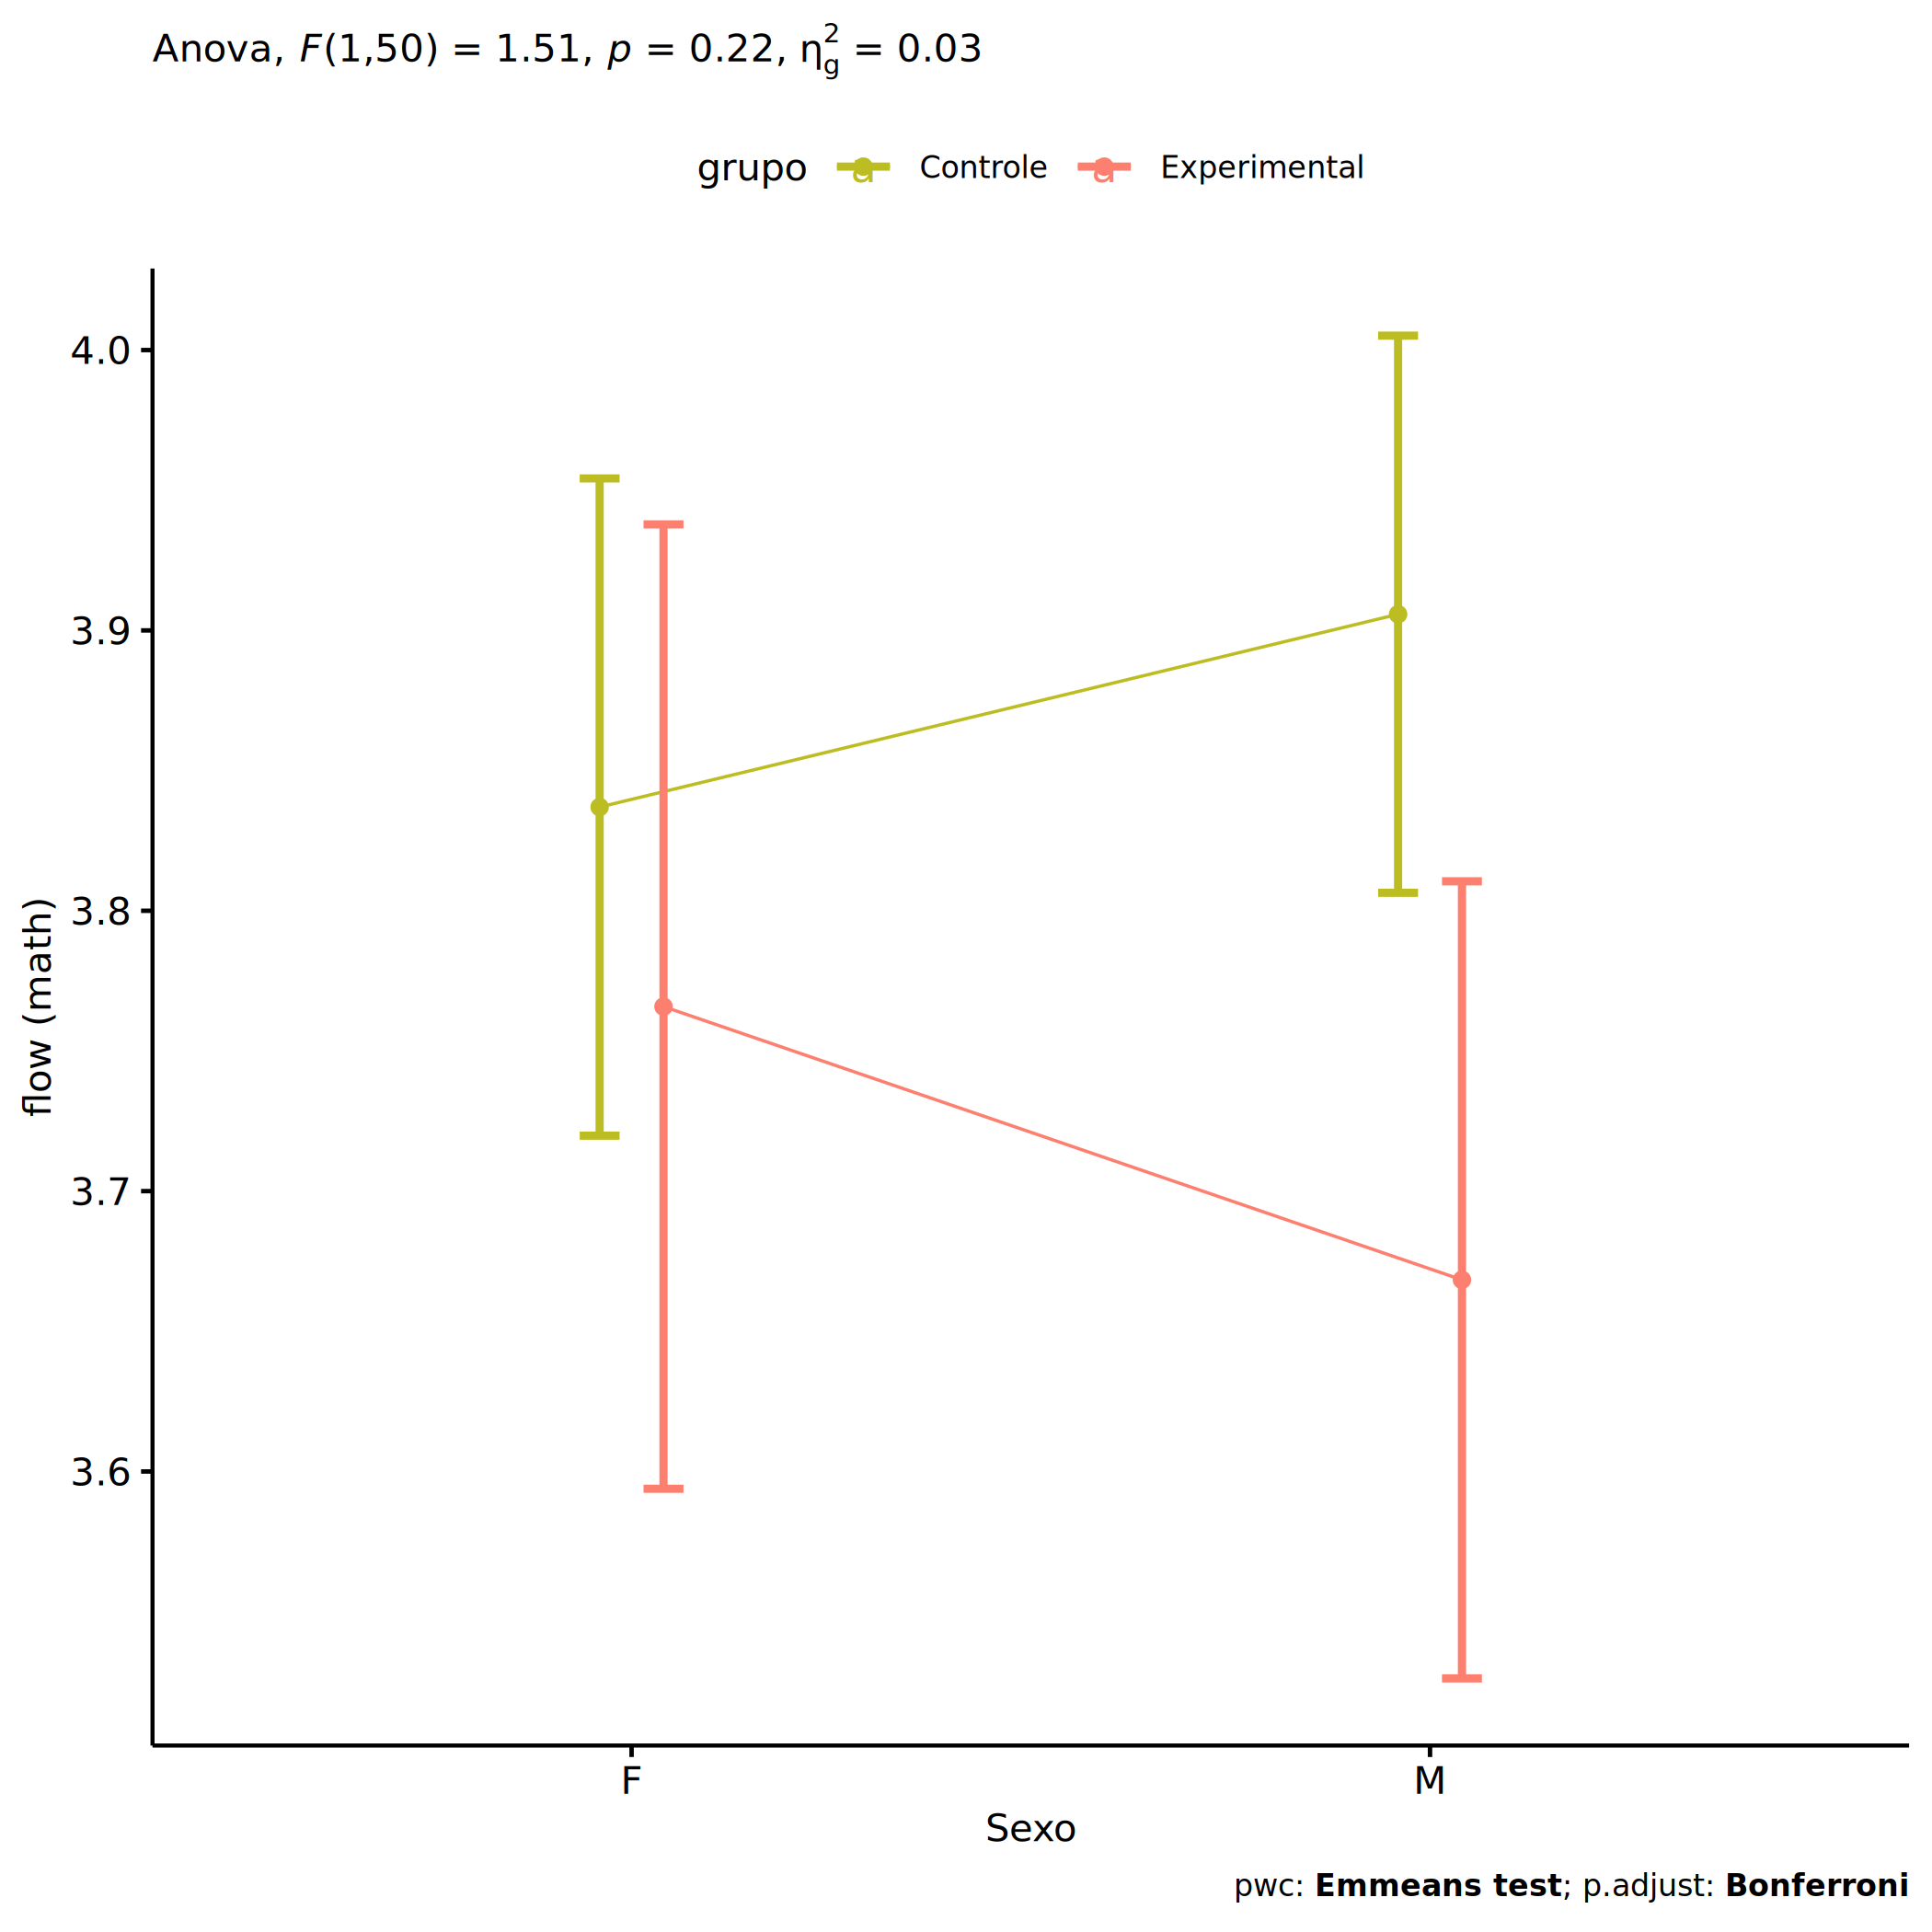 Anova, F(1,50) = 1.51, p = 0.22, η²g = 0.03
grupo a Controle a Experimental
4.0
3.9
3.8
3.7
3.6
flow (math)
F M
Sexo
pwc: Emmeans test; p.adjust: Bonferroni